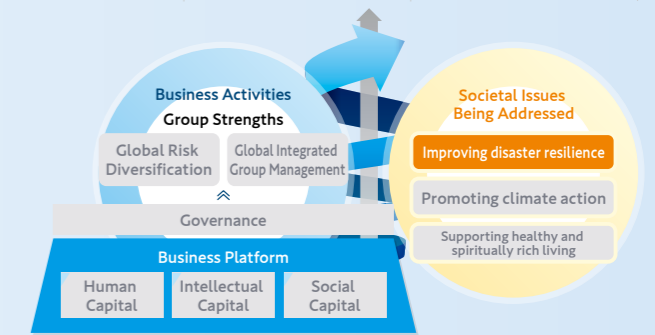 Business Activities
Group Strengths
Global Risk
Diversification
Global Integrated
Group Management
Governance
Business Platform
Human
Capital
Intellectual
Capital
Social
Capital
Societal Issues
Being Addressed
Improving disaster resilience
Promoting climate action
Supporting healthy and
spiritually rich living